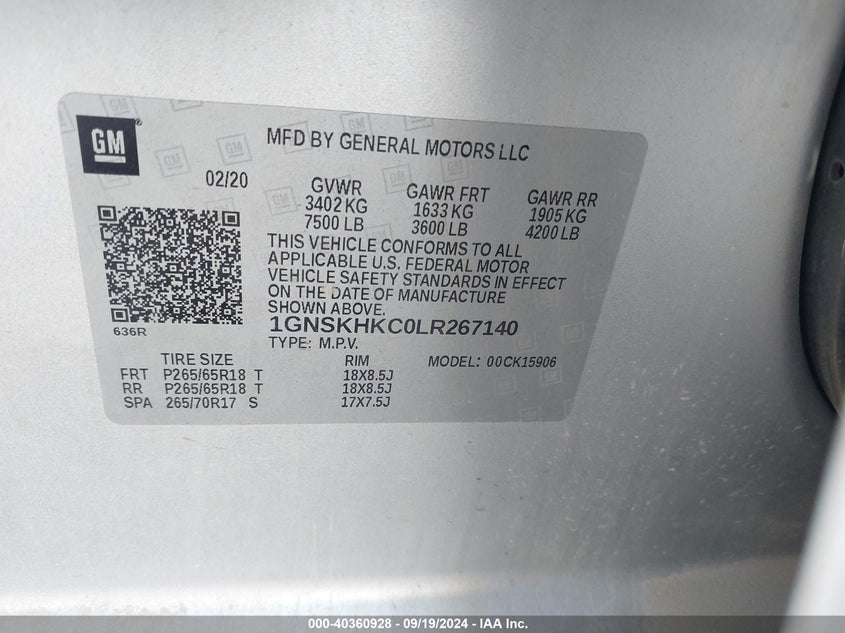 GM
MFD BY GENERAL MOTORS LLC
02/20
GVWR GAWR FRT GAWR RR
3402 KG 1633 KG 1905 KG
7500 LB 3600 LB 4200 LB
THIS VEHICLE CONFORMS TO ALL
APPLICABLE U.S. FEDERAL MOTOR
VEHICLE SAFETY STANDARDS IN EFFECT
ON THE DATE OF MANUFACTURE
SHOWN ABOVE.
636R
1GNSKHKC0LR267140
TYPE: M.P.V.
TIRE SIZE RIM MODEL: 00CK15906
FRT P265/65R18 T 18X8.5J
RR P265/65R18 T 18X8.5J
SPA 265/70R17 S 17X7.5J
000-40360928 - 09/19/2024 - IAA Inc.